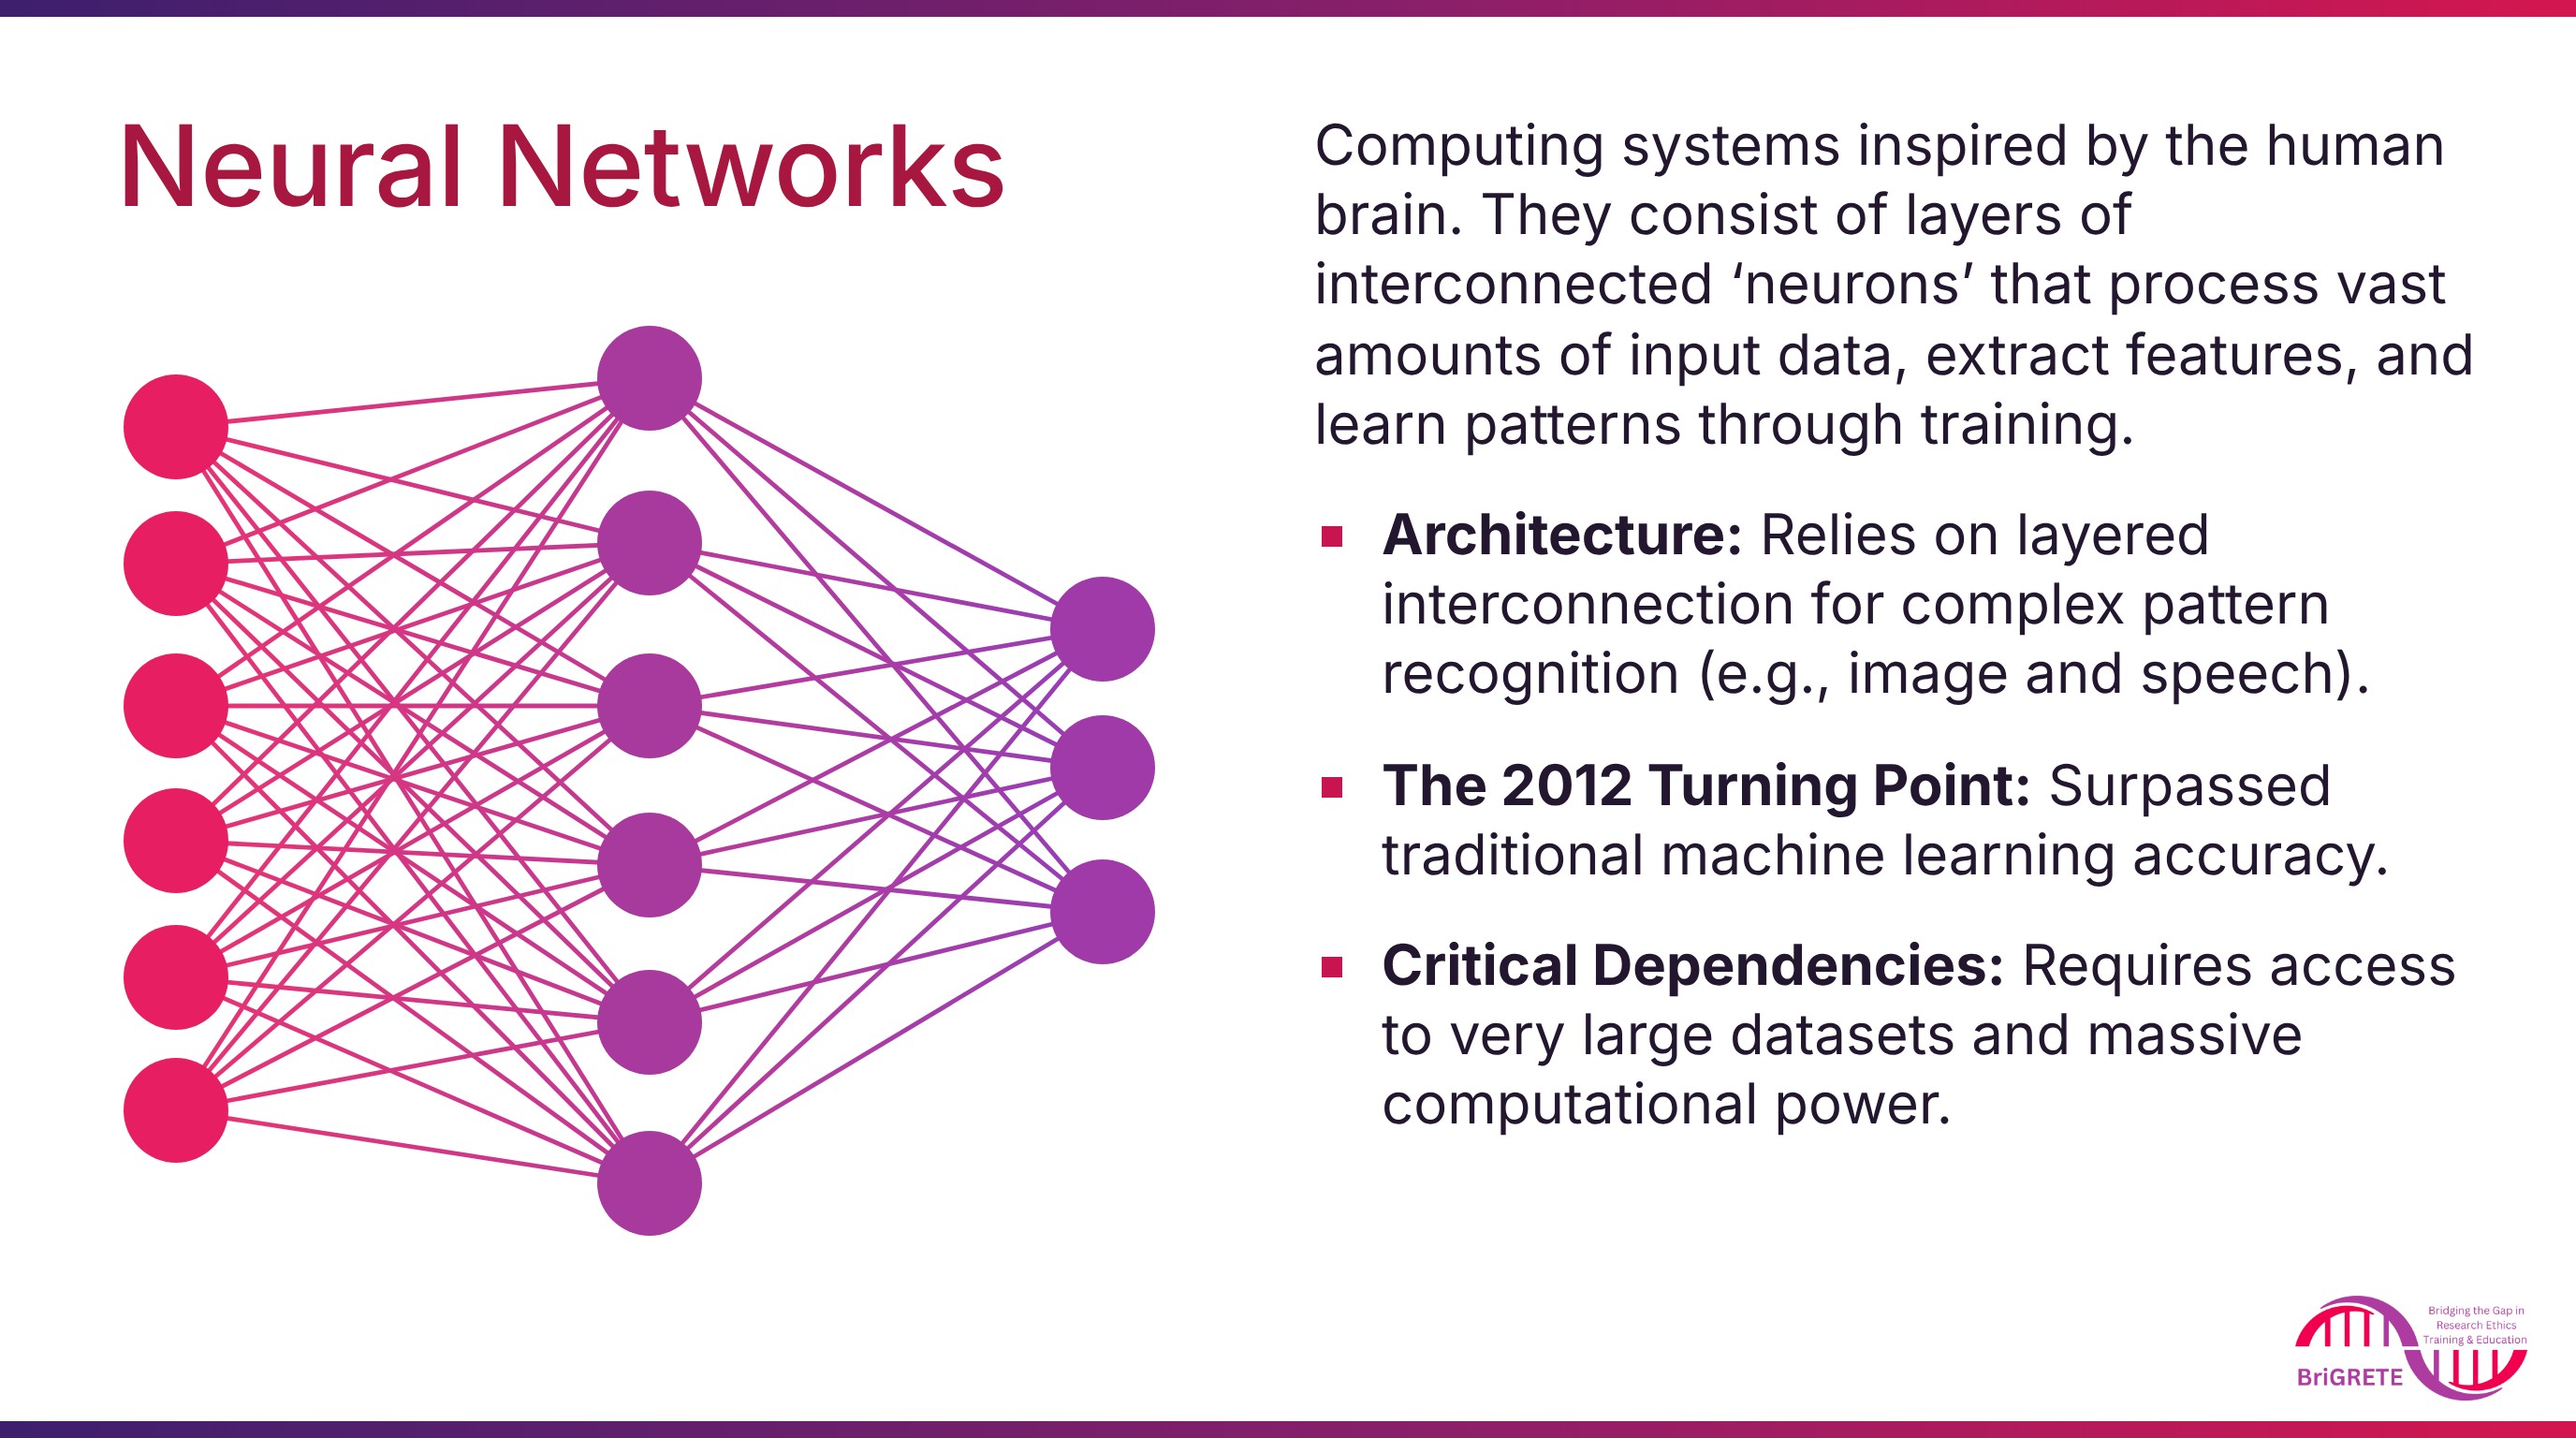 Neural Networks
Computing systems inspired by the human
brain. They consist of layers of
interconnected ‘neurons’ that process vast
amounts of input data, extract features, and
learn patterns through training.
Architecture: Relies on layered
interconnection for complex pattern
recognition (e.g., image and speech).
The 2012 Turning Point: Surpassed
traditional machine learning accuracy.
Critical Dependencies: Requires access
to very large datasets and massive
computational power.
Bridging the Gap in
Research Ethics
Training & Education
BriGRETE